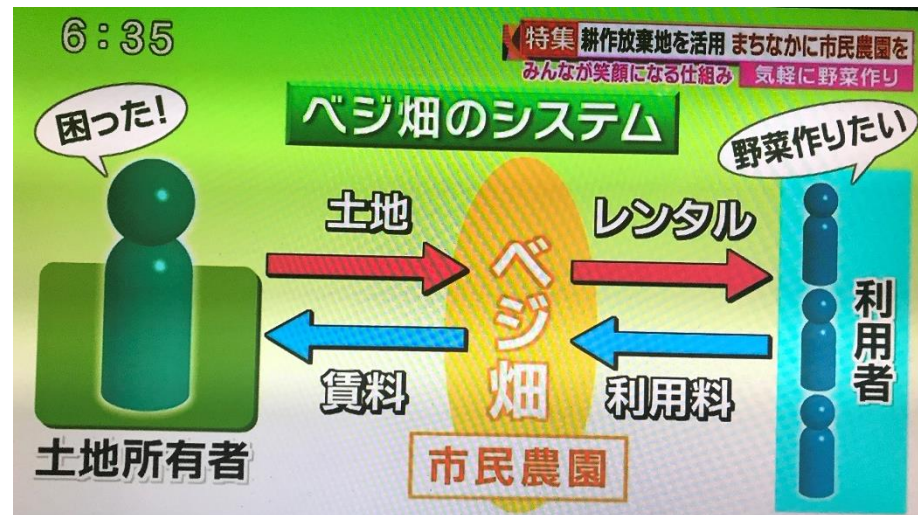 6:35
特集 耕作放棄地を活用 まちなかに市民農園を
みんなが笑顔になる仕組み 気軽に野菜作り
困った!
ベジ畑のシステム
野菜作りたい
土地
レンタル
ベジ畑
利用者
賃料
利用料
土地所有者
市民農園